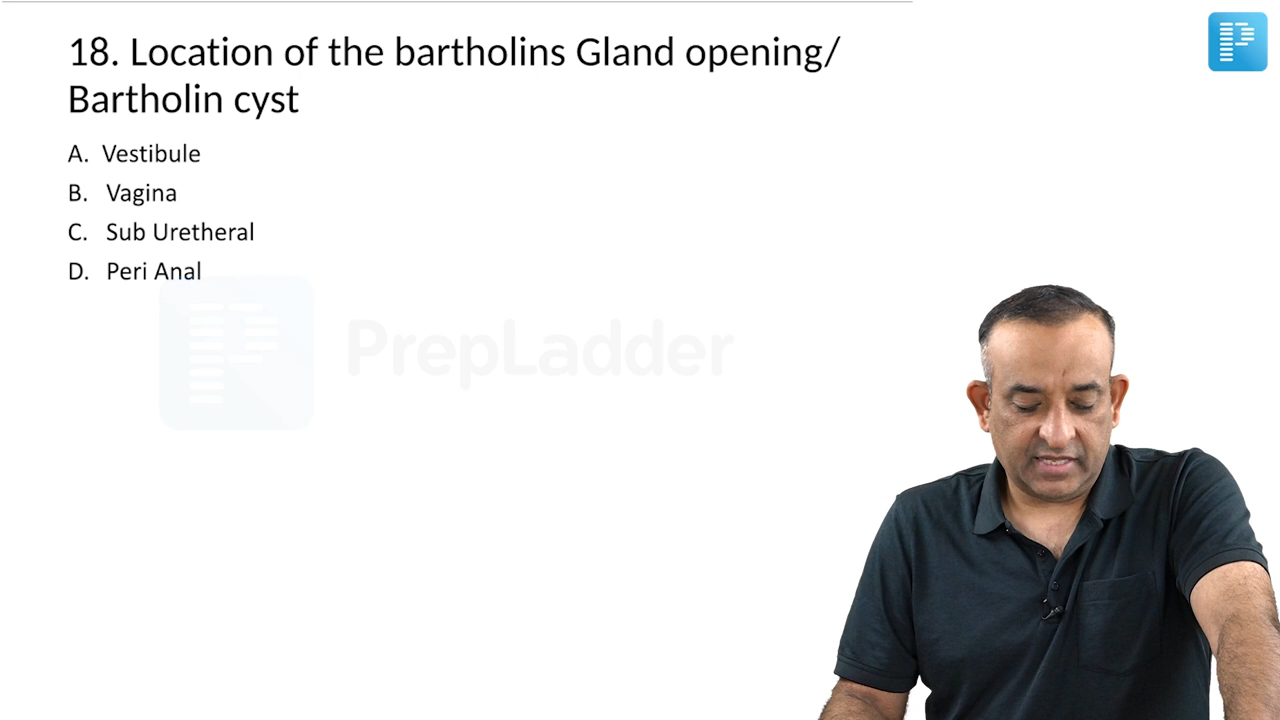 18. Location of the bartholins Gland opening/
Bartholin cyst
A. Vestibule
B. Vagina
C. Sub Uretheral
D. Peri Anal
PrepLadder